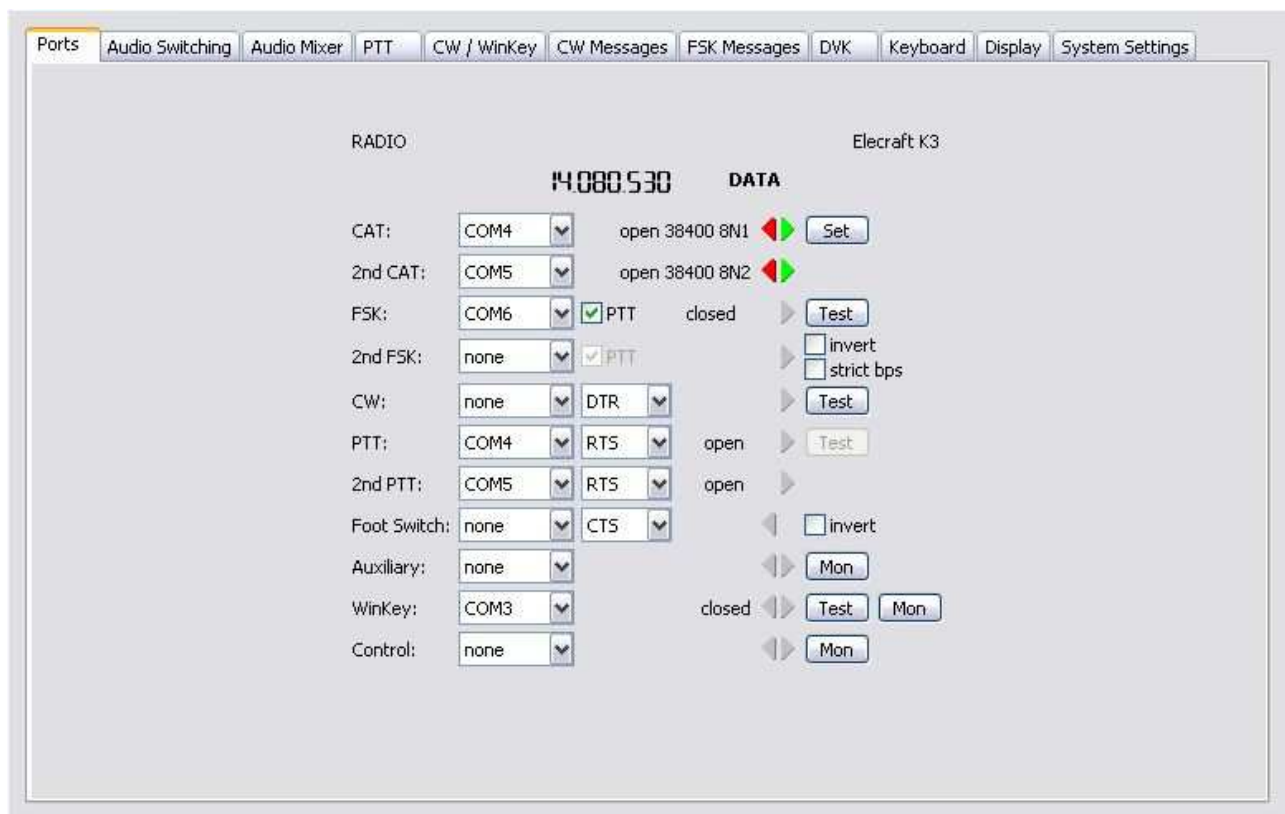 Ports Audio Switching Audio Mixer PTT CW / WinKey CW Messages FSK Messages DVK Keyboard Display System Settings
RADIO Elecraft K3
14.080.530 DATA
CAT: COM4 open 38400 8N1 Set
2nd CAT: COM5 open 38400 8N2
FSK: COM6 PTT closed Test
2nd FSK: none PTT invert
strict bps
CW: none DTR Test
PTT: COM4 RTS open Test
2nd PTT: COM5 RTS open
Foot Switch: none CTS invert
Auxiliary: none Mon
WinKey: COM3 closed Test Mon
Control: none Mon